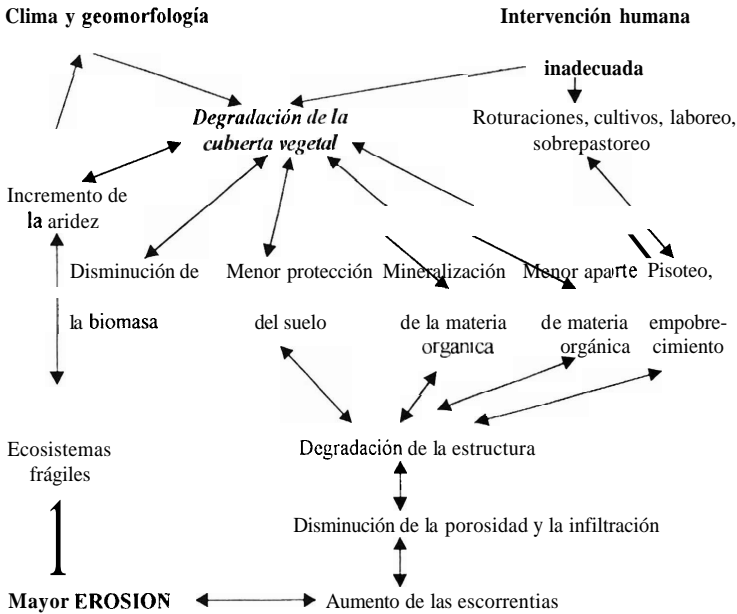 Clima y geomorfología
Intervención humana
inadecuada
Degradación de la
cubierta vegetal
Roturaciones, cultivos, laboreo,
sobrepastoreo
Incremento de
la aridez
Disminución de
la biomasa
Menor protección
del suelo
Mineralización
de la materia
organica
Menor aparte
de materia
orgánica
Pisoteo,
empobre-
cimiento
Ecosistemas
frágiles
Degradación de la estructura
Disminución de la porosidad y la infiltración
Mayor EROSION
Aumento de las escorrentias